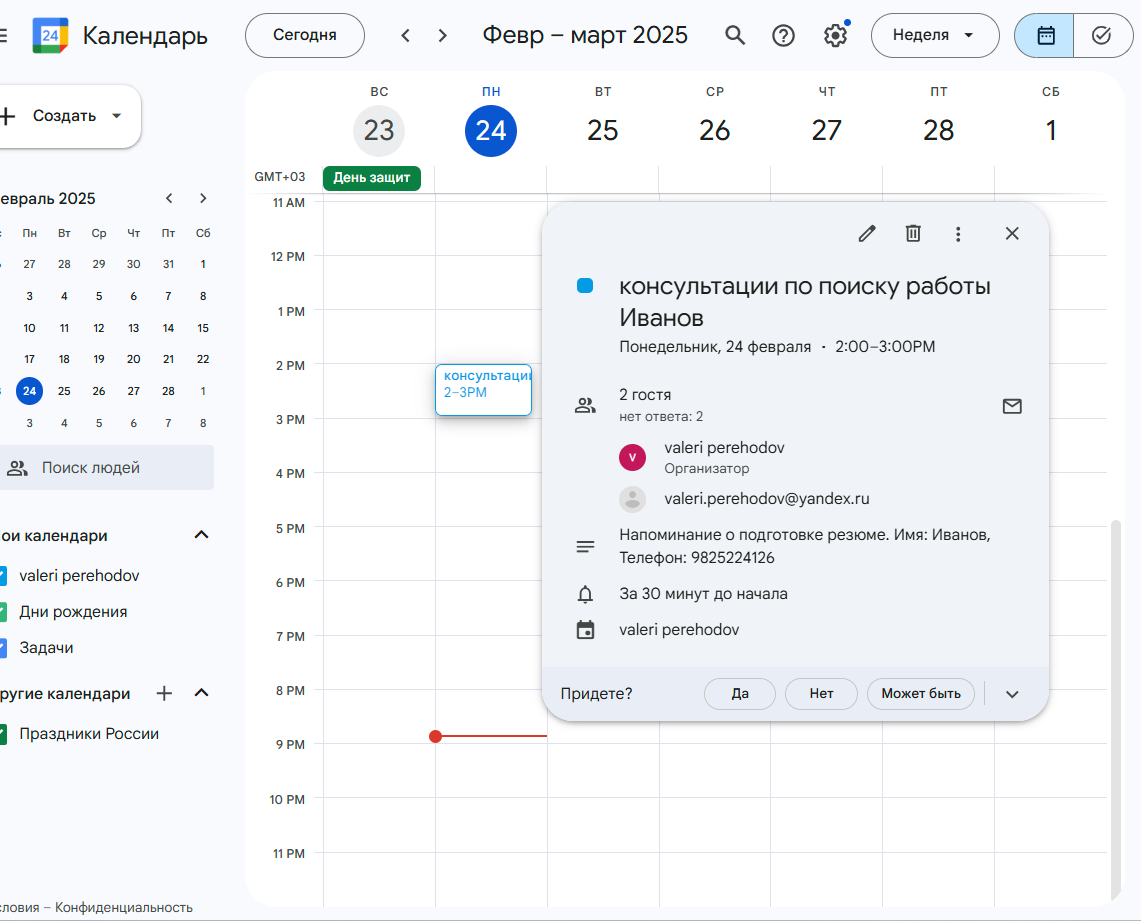 24
Календарь
Сегодня
Февр – март 2025
Неделя
Создать
ВС ПН ВТ СР ЧТ ПТ СБ
23 24 25 26 27 28 1
GMT+03
День защит
евраль 2025
Пн Вт Ср Чт Пт Сб
27 28 29 30 31 1
3 4 5 6 7 8
10 11 12 13 14 15
17 18 19 20 21 22
24 25 26 27 28 1
3 4 5 6 7 8
Поиск людей
ои календари
valeri perehodov
Дни рождения
Задачи
ругие календари
Праздники России
словия – Конфиденциальность
11 AM
12 PM
1 PM
2 PM
3 PM
4 PM
5 PM
6 PM
7 PM
8 PM
9 PM
10 PM
11 PM
консультации
2–3PM
консультации по поиску работы
Иванов
Понедельник, 24 февраля · 2:00–3:00PM
2 гостя
нет ответа: 2
V
valeri perehodov
Организатор
valeri.perehodov@yandex.ru
Напоминание о подготовке резюме. Имя: Иванов,
Телефон: 9825224126
За 30 минут до начала
valeri perehodov
Придете?
Да
Нет
Может быть